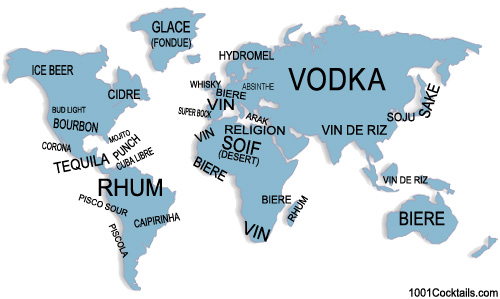 GLACE
(FONDUE)
HYDROMEL
ICE BEER
WHISKY
ABSINTHE
VODKA
CIDRE
BIERE
VIN
SAKE
BUD LIGHT
SUPER BOCK
ARAK
SOJU
BOURBON
MOJITO
VIN
RELIGION
VIN DE RIZ
CORONA
PUNCH
SOIF
(DESERT)
TEQUILA
CUBA LIBRE
BIERE
RHUM
VIN DE RIZ
PISCO SOUR
BIERE
RHUM
CAIPIRINHA
BIERE
PISCOLA
VIN
1001Cocktails.com